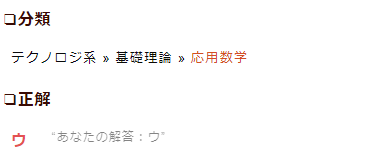 ❏分類
テクノロジ系 » 基礎理論 » 応用数学
❏正解
ウ “あなたの解答：ウ”